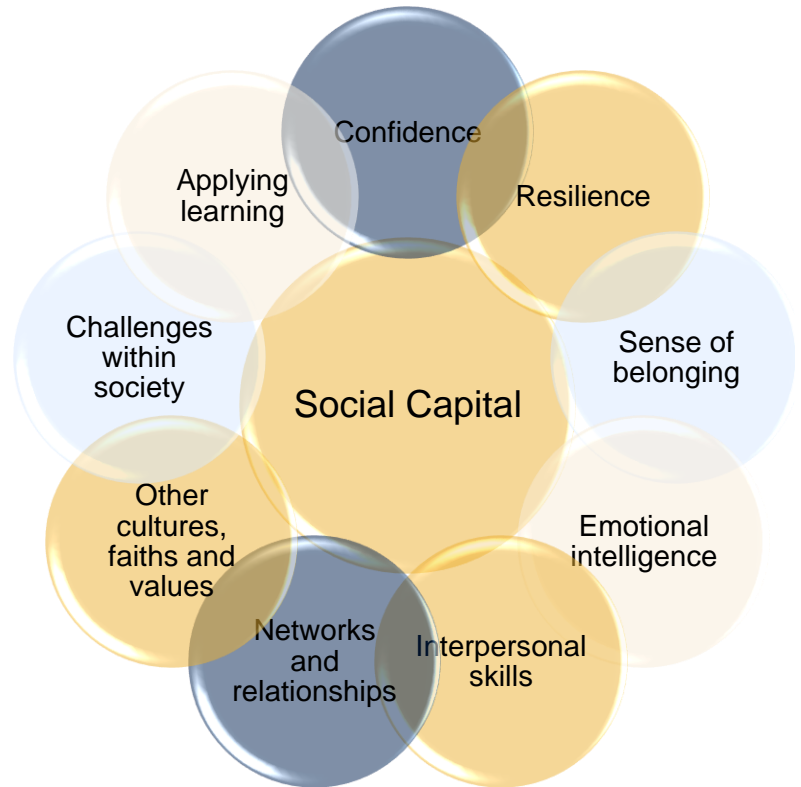 Confidence
Resilience
Sense of
belonging
Emotional
intelligence
Interpersonal
skills
Networks
and
relationships
Other
cultures,
faiths and
values
Challenges
within
society
Applying
learning
Social Capital